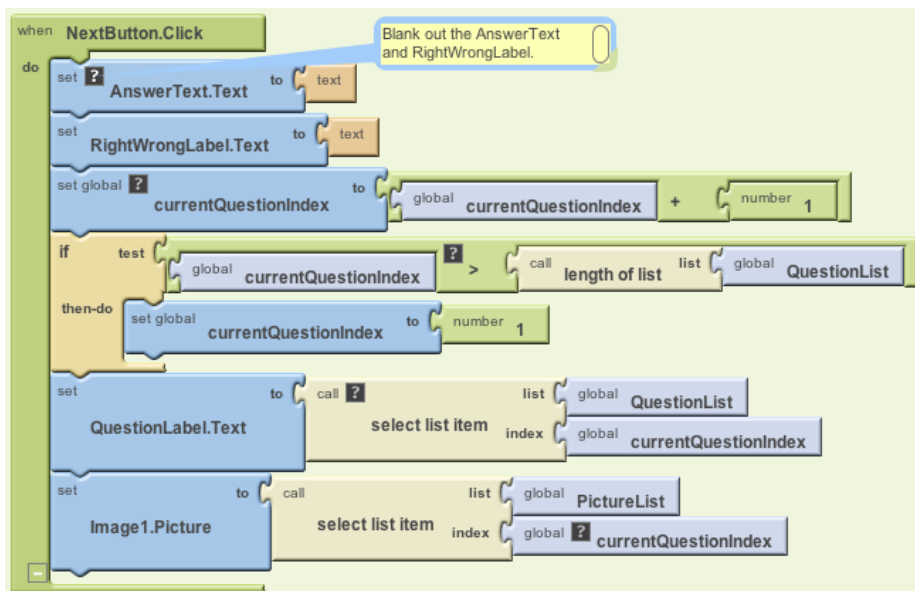 when NextButton.Click
Blank out the AnswerText
and RightWrongLabel.
do
set ? AnswerText.Text to text
set RightWrongLabel.Text to text
set global ? currentQuestionIndex to global currentQuestionIndex + number 1
if test global currentQuestionIndex ? > call length of list list global QuestionList
then-do set global currentQuestionIndex to number 1
set QuestionLabel.Text to call ? select list item list global QuestionList
index global currentQuestionIndex
set Image1.Picture to call select list item list global PictureList
index global ? currentQuestionIndex